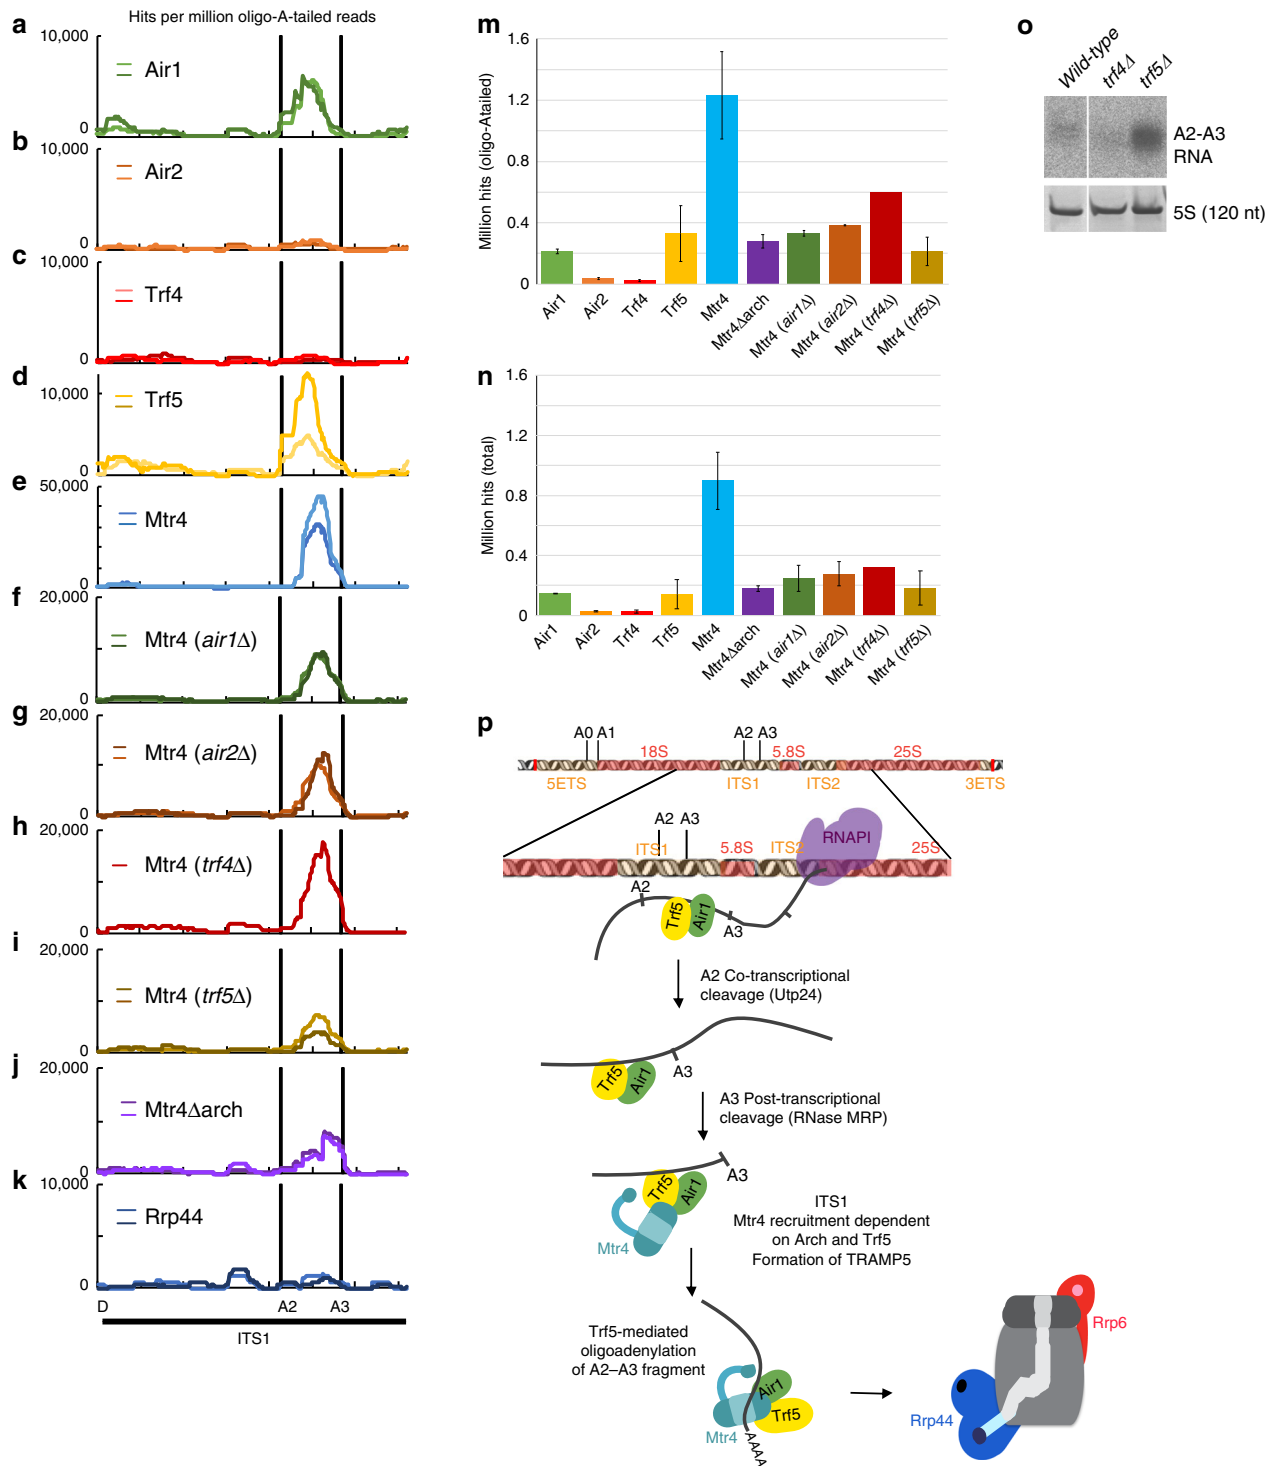 a
Hits per million oligo-A-tailed reads
10,000
Air1
0
b
10,000
Air2
0
c
10,000
Trf4
0
d
10,000
Trf5
0
e
50,000
Mtr4
0
f
20,000
Mtr4 (air1Δ)
0
g
20,000
Mtr4 (air2Δ)
0
h
20,000
Mtr4 (trf4Δ)
0
i
20,000
Mtr4 (trf5Δ)
0
j
20,000
Mtr4Δarch
0
k
10,000
Rrp44
0
D A2 A3
ITS1
m
Million hits (oligo-Atailed)
1.6
1.2
0.8
0.4
0
Air1
Air2
Trf4
Trf5
Mtr4
Mtr4Δarch
Mtr4 (air1Δ)
Mtr4 (air2Δ)
Mtr4 (trf4Δ)
Mtr4 (trf5Δ)
n
Million hits (total)
1.6
1.2
0.8
0.4
0
Air1
Air2
Trf4
Trf5
Mtr4
Mtr4Δarch
Mtr4 (air1Δ)
Mtr4 (air2Δ)
Mtr4 (trf4Δ)
Mtr4 (trf5Δ)
o
Wild-type
trf4Δ
trf5Δ
A2-A3
RNA
5S (120 nt)
p
A0 A1 A2 A3
18S 5.8S 25S
5ETS ITS1 ITS2 3ETS
A2 A3
RNAPI
ITS1 5.8S ITS2 25S
A2
Trf5
Air1
A3
A2 Co-transcriptional
cleavage (Utp24)
A3
Trf5
Air1
A3 Post-transcriptional
cleavage (RNase MRP)
A3
Trf5
Air1
Mtr4
ITS1
Mtr4 recruitment dependent
on Arch and Trf5
Formation of TRAMP5
Trf5-mediated
oligoadenylation
of A2–A3 fragment
Air1
Trf5
Mtr4
AAAA
Rrp6
Rrp44